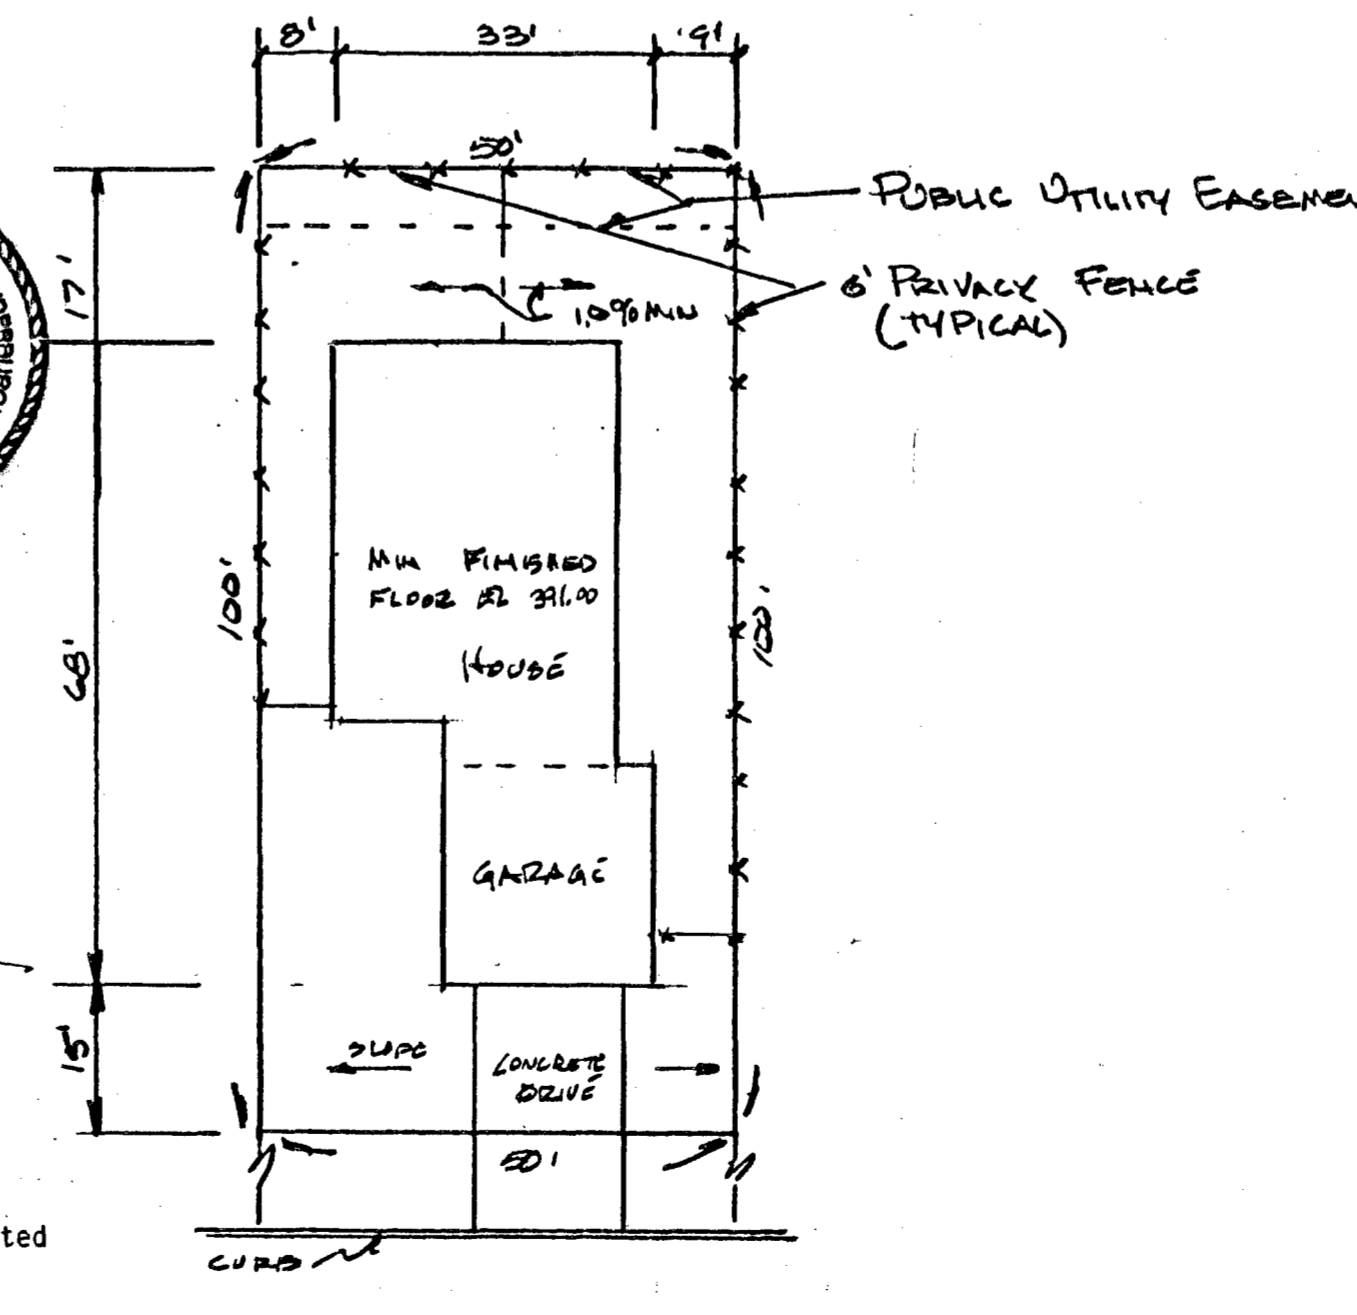 8' 33' 9'
50'
PUBLIC UTILITY EASEMEN
17'
6' PRIVACY FENCE
(TYPICAL)
1.0% MIN
MIN FINISHED
FLOOR EL 391.00
100'
100'
68'
HOUSE
GARAGE
15'
SLOPE
CONCRETE
DRIVE
50'
ted
CURB